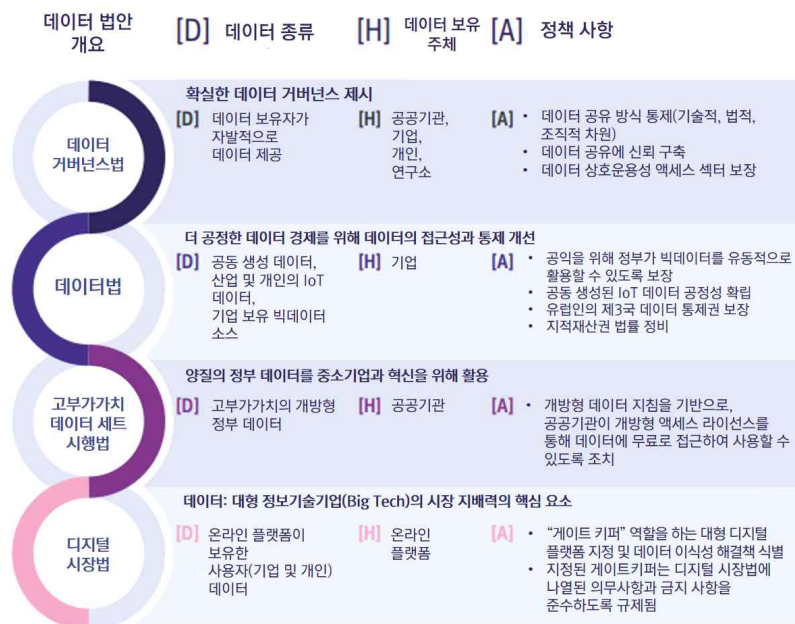 데이터 법안
개요
[D] 데이터 종류
[H] 데이터 보유
주체
[A] 정책 사항
데이터
거버넌스법
확실한 데이터 거버넌스 제시
[D] 데이터 보유자가
자발적으로
데이터 제공
[H] 공공기관,
기업,
개인,
연구소
[A] • 데이터 공유 방식 통제(기술적, 법적,
조직적 차원)
• 데이터 공유에 신뢰 구축
• 데이터 상호운용성 액세스 섹터 보장
데이터법
더 공정한 데이터 경제를 위해 데이터의 접근성과 통제 개선
[D] 공동 생성 데이터,
산업 및 개인의 IoT
데이터,
기업 보유 빅데이터
소스
[H] 기업
[A] • 공익을 위해 정부가 빅데이터를 유동적으로
활용할 수 있도록 보장
• 공동 생성된 IoT 데이터 공정성 확립
• 유럽인의 제3국 데이터 통제권 보장
• 지적재산권 법률 정비
고부가가치
데이터 세트
시행법
양질의 정부 데이터를 중소기업과 혁신을 위해 활용
[D] 고부가가치의 개방형
정부 데이터
[H] 공공기관
[A] • 개방형 데이터 지침을 기반으로,
공공기관이 개방형 액세스 라이선스를
통해 데이터에 무료로 접근하여 사용할 수
있도록 조치
디지털
시장법
데이터: 대형 정보기술기업(Big Tech)의 시장 지배력의 핵심 요소
[D] 온라인 플랫폼이
보유한
사용자(기업 및 개인)
데이터
[H] 온라인
플랫폼
[A] • “게이트 키퍼” 역할을 하는 대형 디지털
플랫폼 지정 및 데이터 이식성 해결책 식별
• 지정된 게이트키퍼는 디지털 시장법에
나열된 의무사항과 금지 사항을
준수하도록 규제됨